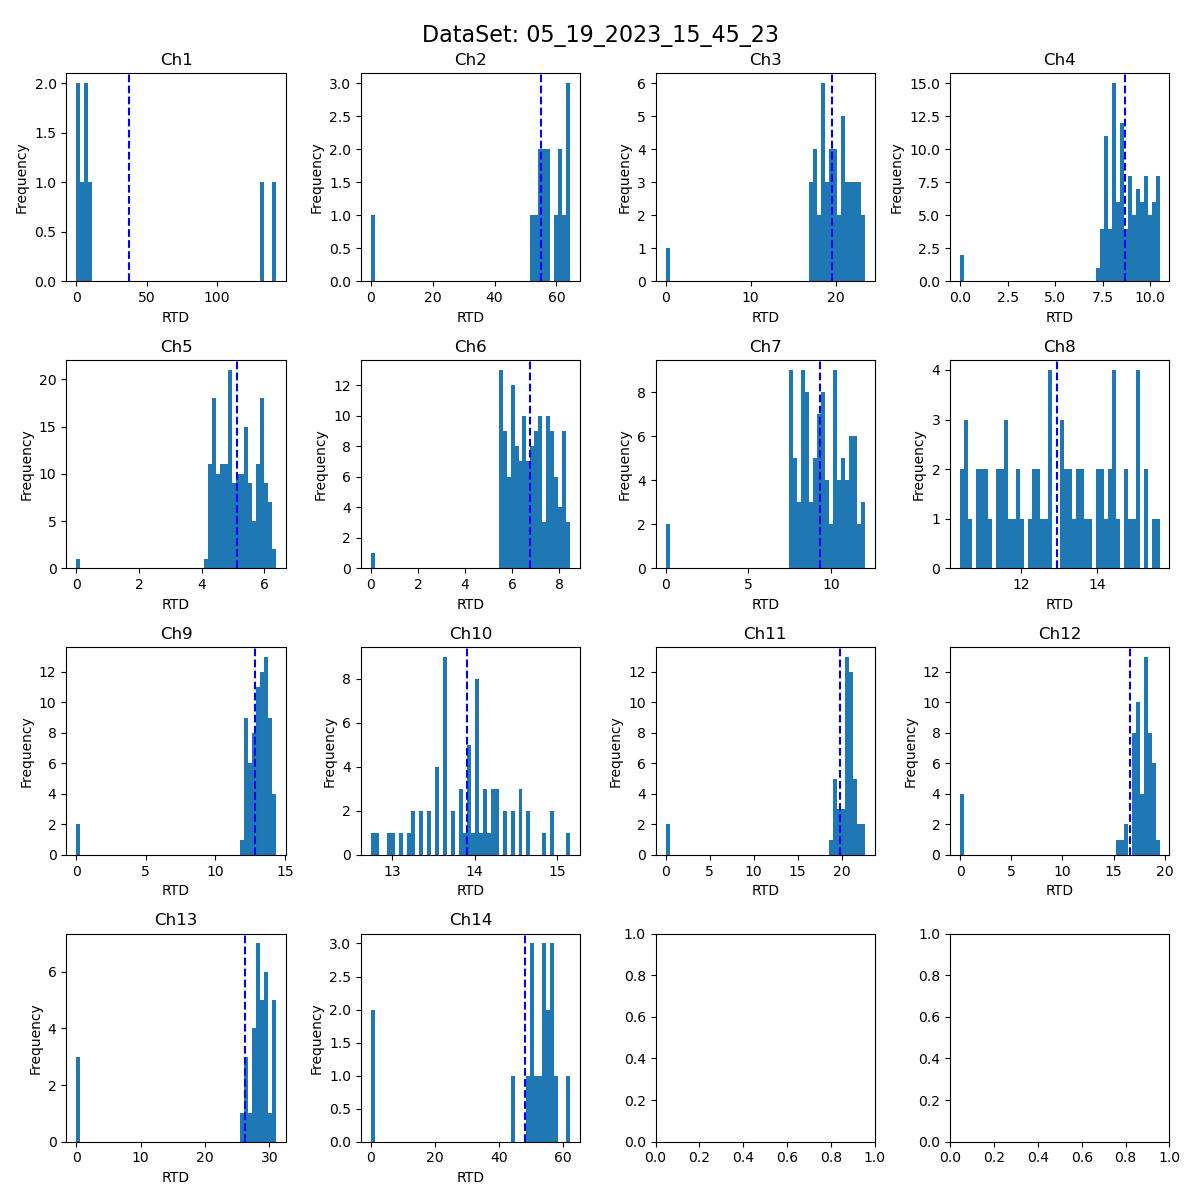 DataSet: 05_19_2023_15_45_23
Ch1 Ch2 Ch3 Ch4
2.0 1.5 1.0 0.5 0.0 Frequency 0 50 100 RTD
3.0 2.5 2.0 1.5 1.0 0.5 0.0 Frequency 0 20 40 60 RTD
6 5 4 3 2 1 0 Frequency 0 10 20 RTD
15.0 12.5 10.0 7.5 5.0 2.5 0.0 Frequency 0.0 2.5 5.0 7.5 10.0 RTD
Ch5 Ch6 Ch7 Ch8
20 15 10 5 0 Frequency 0 2 4 6 RTD
12 10 8 6 4 2 0 Frequency 0 2 4 6 8 RTD
8 6 4 2 0 Frequency 0 5 10 RTD
4 3 2 1 0 Frequency 12 14 RTD
Ch9 Ch10 Ch11 Ch12
12 10 8 6 4 2 0 Frequency 0 5 10 15 RTD
8 6 4 2 0 Frequency 13 14 15 RTD
12 10 8 6 4 2 0 Frequency 0 5 10 15 20 RTD
12 10 8 6 4 2 0 Frequency 0 5 10 15 20 RTD
Ch13 Ch14
6 4 2 0 Frequency 0 10 20 30 RTD
3.0 2.5 2.0 1.5 1.0 0.5 0.0 Frequency 0 20 40 60 RTD
1.0 0.8 0.6 0.4 0.2 0.0 0.0 0.2 0.4 0.6 0.8 1.0
1.0 0.8 0.6 0.4 0.2 0.0 0.0 0.2 0.4 0.6 0.8 1.0